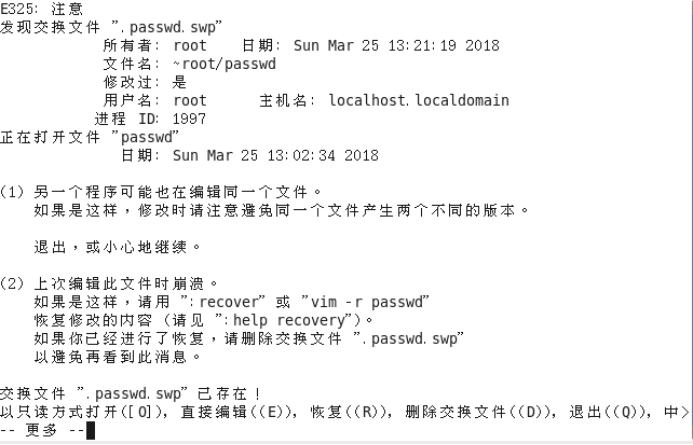 E325: 注意
发现交换文件 ".passwd.swp"
所有者: root 日期: Sun Mar 25 13:21:19 2018
文件名: ~root/passwd
修改过: 是
用户名: root 主机名: localhost.localdomain
进程 ID: 1997
正在打开文件 "passwd"
日期: Sun Mar 25 13:02:34 2018
(1) 另一个程序可能也在编辑同一个文件。
如果是这样，修改时请注意避免同一个文件产生两个不同的版本。
退出，或小心地继续。
(2) 上次编辑此文件时崩溃。
如果是这样，请用 ":recover" 或 "vim -r passwd"
恢复修改的内容 (请见 ":help recovery")。
如果你已经进行了恢复，请删除交换文件 ".passwd.swp"
以避免再看到此消息。
交换文件 ".passwd.swp" 已存在！
以只读方式打开([O]), 直接编辑((E)), 恢复((R)), 删除交换文件((D)), 退出((Q)), 中>
-- 更多 --